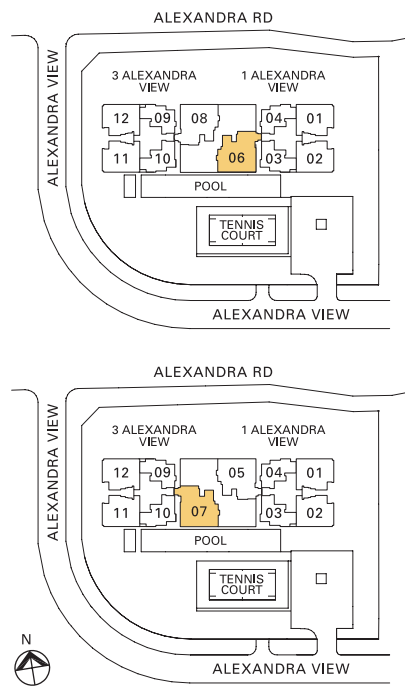 ALEXANDRA RD
ALEXANDRA VIEW
3 ALEXANDRA
VIEW
1 ALEXANDRA
VIEW
12
09
08
04
01
11
10
06
03
02
POOL
TENNIS
COURT
ALEXANDRA VIEW
ALEXANDRA RD
ALEXANDRA VIEW
3 ALEXANDRA
VIEW
1 ALEXANDRA
VIEW
12
09
05
04
01
11
10
07
03
02
POOL
TENNIS
COURT
N
ALEXANDRA VIEW